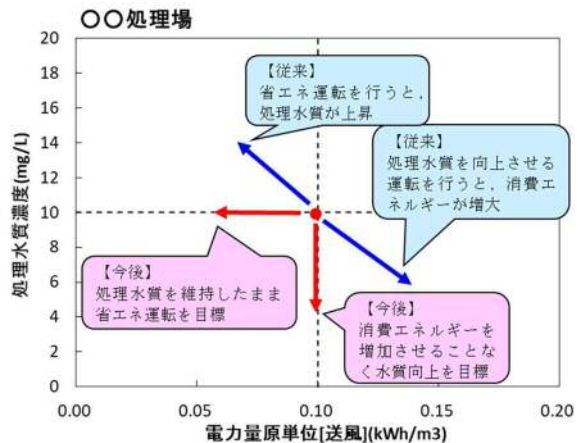 〇〇処理場
処理水質濃度(mg/L)
20
18
16
14
12
10
8
6
4
2
0
【従来】
省エネ運転を行うと，
処理水質が上昇
【従来】
処理水質を向上させる
運転を行うと，消費エ
ネルギーが増大
【今後】
処理水質を維持したまま
省エネ運転を目標
【今後】
消費エネルギーを
増加させることな
く水質向上を目標
0.00
0.05
0.10
0.15
0.20
電力量原単位[送風](kWh/m3)